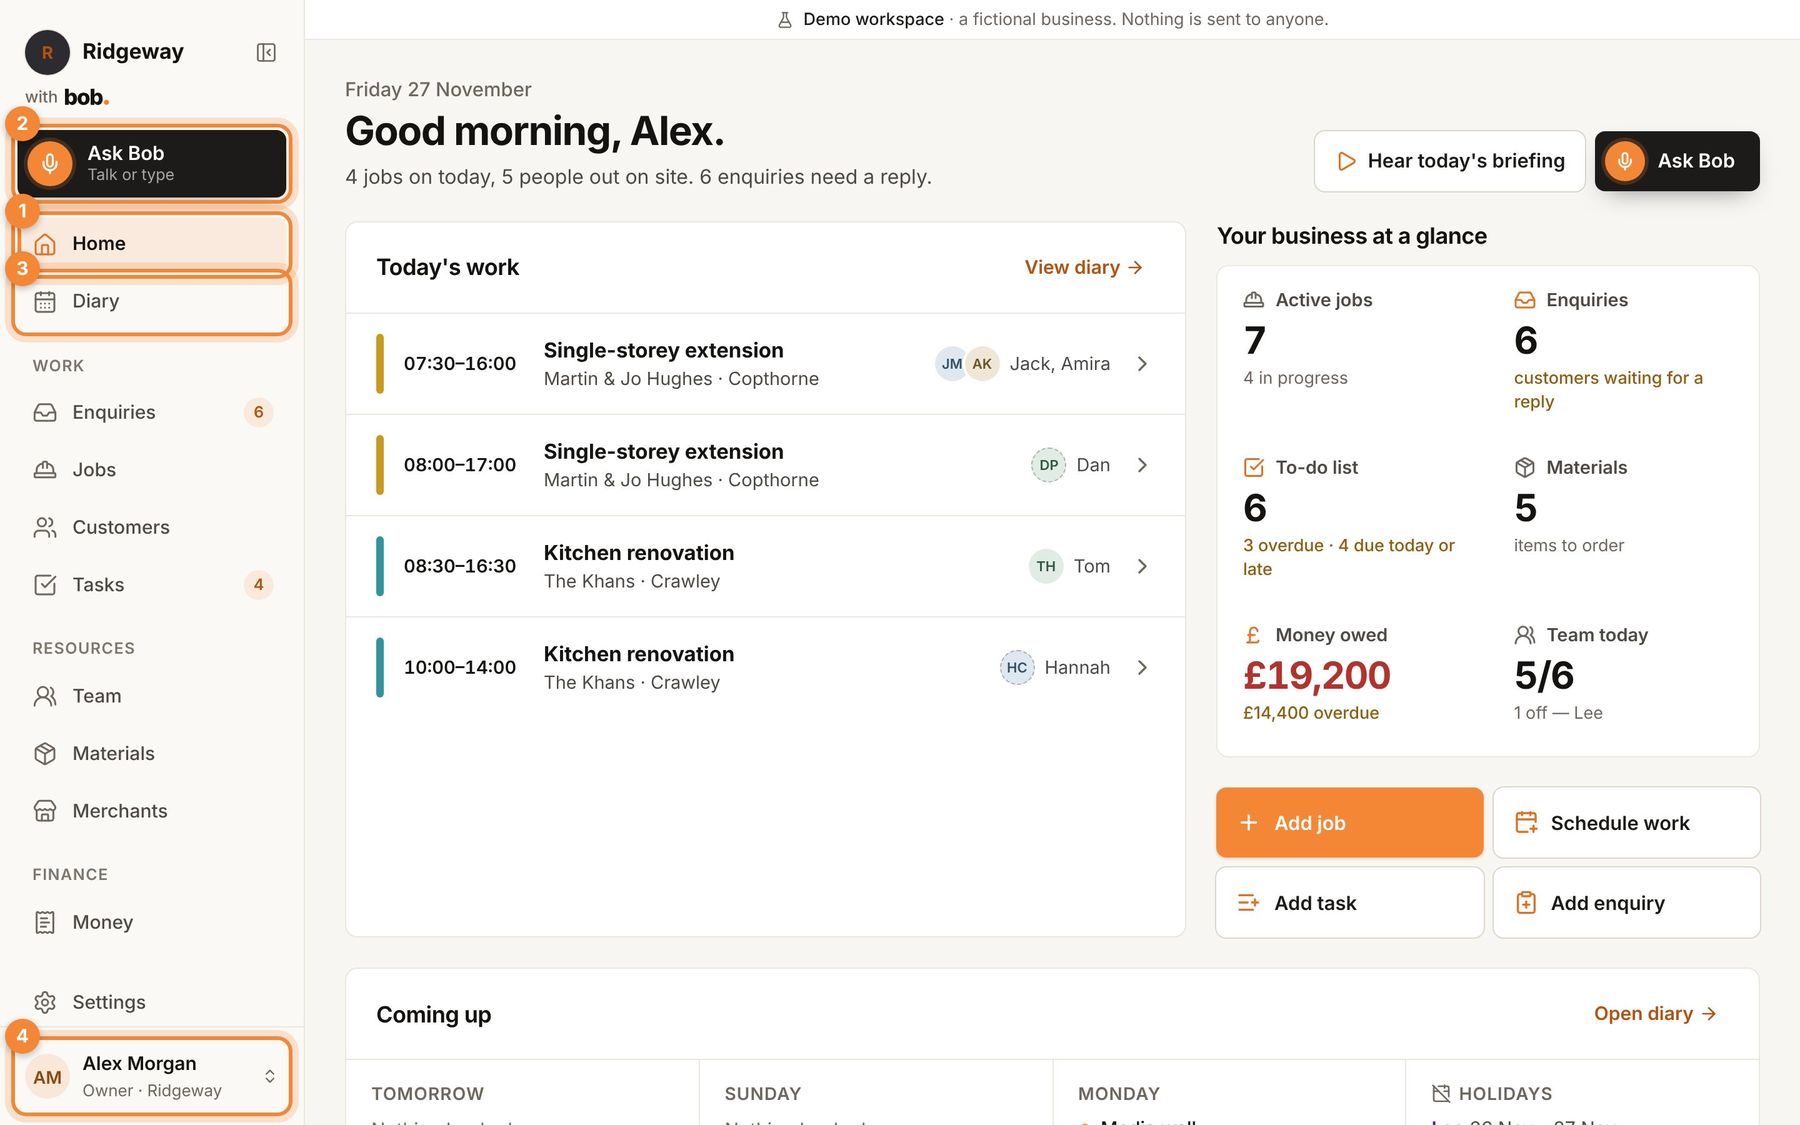 Demo workspace · a fictional business. Nothing is sent to anyone.
R
Ridgeway
with bob.
2
Ask Bob
Talk or type
1
Home
3
Diary
WORK
Enquiries
6
Jobs
Customers
Tasks
4
RESOURCES
Team
Materials
Merchants
FINANCE
Money
Settings
4
AM
Alex Morgan
Owner · Ridgeway
Friday 27 November
Good morning, Alex.
4 jobs on today, 5 people out on site. 6 enquiries need a reply.
Hear today's briefing
Ask Bob
Today's work
View diary →
07:30–16:00
Single-storey extension
Martin & Jo Hughes · Copthorne
JM AK Jack, Amira
08:00–17:00
Single-storey extension
Martin & Jo Hughes · Copthorne
DP Dan
08:30–16:30
Kitchen renovation
The Khans · Crawley
TH Tom
10:00–14:00
Kitchen renovation
The Khans · Crawley
HC Hannah
Your business at a glance
Active jobs
7
4 in progress
Enquiries
6
customers waiting for a
reply
To-do list
6
3 overdue · 4 due today or
late
Materials
5
items to order
£ Money owed
£19,200
£14,400 overdue
Team today
5/6
1 off — Lee
Add job
Schedule work
Add task
Add enquiry
Coming up
Open diary →
TOMORROW
SUNDAY
MONDAY
HOLIDAYS